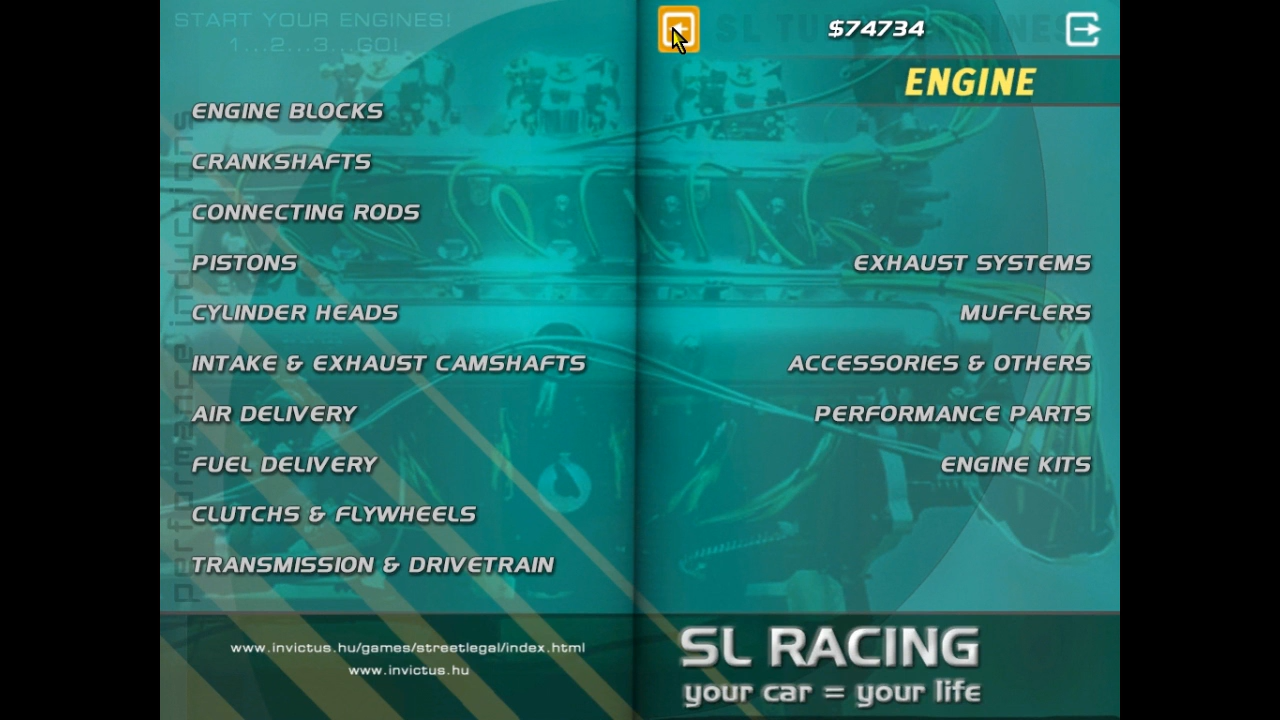 START YOUR ENGINES!
1...2...3...GO!
ENGINE BLOCKS
CRANKSHAFTS
CONNECTING RODS
PISTONS
CYLINDER HEADS
INTAKE & EXHAUST CAMSHAFTS
AIR DELIVERY
FUEL DELIVERY
CLUTCHS & FLYWHEELS
TRANSMISSION & DRIVETRAIN
performance inductions
www.invictus.hu/games/streetlegal/index.html
www.invictus.hu
$74734
ENGINE
EXHAUST SYSTEMS
MUFFLERS
ACCESSORIES & OTHERS
PERFORMANCE PARTS
ENGINE KITS
SL RACING
your car = your life